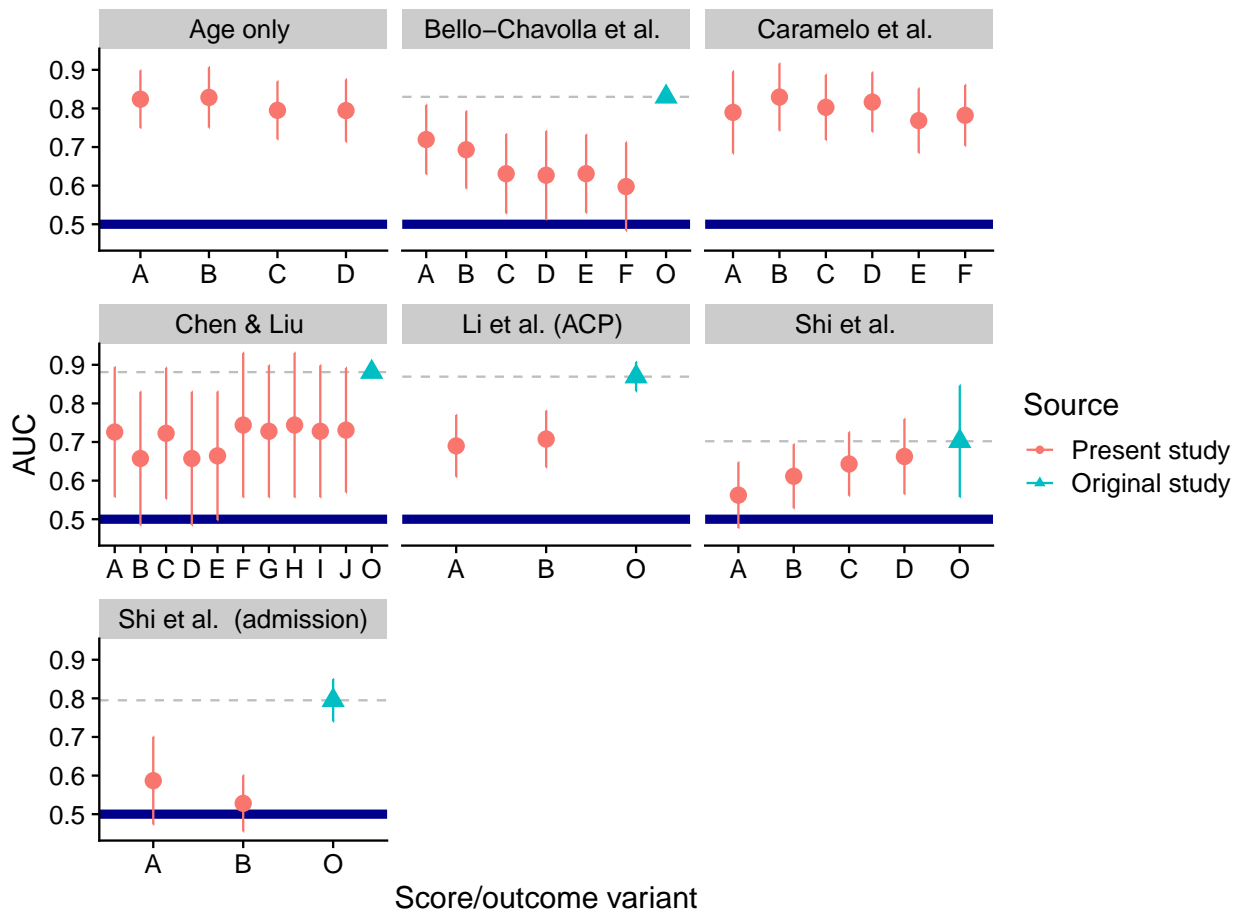 Age only
Bello−Chavolla et al.
Caramelo et al.
0.9
0.8
0.7
0.6
0.5
A B C D
A B C D E F O
A B C D E F
Chen & Liu
Li et al. (ACP)
Shi et al.
0.9
0.8
0.7
0.6
0.5
A B C D E F G H I J O
A B O
A B C D O
Shi et al. (admission)
0.9
0.8
0.7
0.6
0.5
A B O
AUC
Score/outcome variant
Source
Present study
Original study